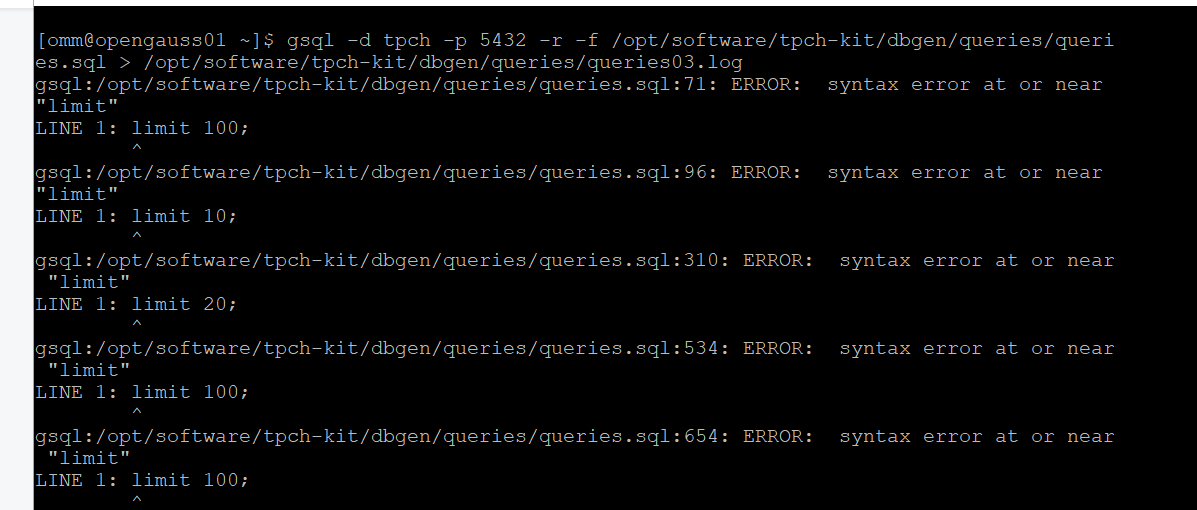 [omm@opengauss01 ~]$ gsql -d tpch -p 5432 -r -f /opt/software/tpch-kit/dbgen/queries/queri
es.sql > /opt/software/tpch-kit/dbgen/queries/queries03.log
gsql:/opt/software/tpch-kit/dbgen/queries/queries.sql:71: ERROR:  syntax error at or near
"limit"
LINE 1: limit 100;
        ^
gsql:/opt/software/tpch-kit/dbgen/queries/queries.sql:96: ERROR:  syntax error at or near
"limit"
LINE 1: limit 10;
        ^
gsql:/opt/software/tpch-kit/dbgen/queries/queries.sql:310: ERROR:  syntax error at or near
 "limit"
LINE 1: limit 20;
        ^
gsql:/opt/software/tpch-kit/dbgen/queries/queries.sql:534: ERROR:  syntax error at or near
 "limit"
LINE 1: limit 100;
        ^
gsql:/opt/software/tpch-kit/dbgen/queries/queries.sql:654: ERROR:  syntax error at or near
 "limit"
LINE 1: limit 100;
        ^